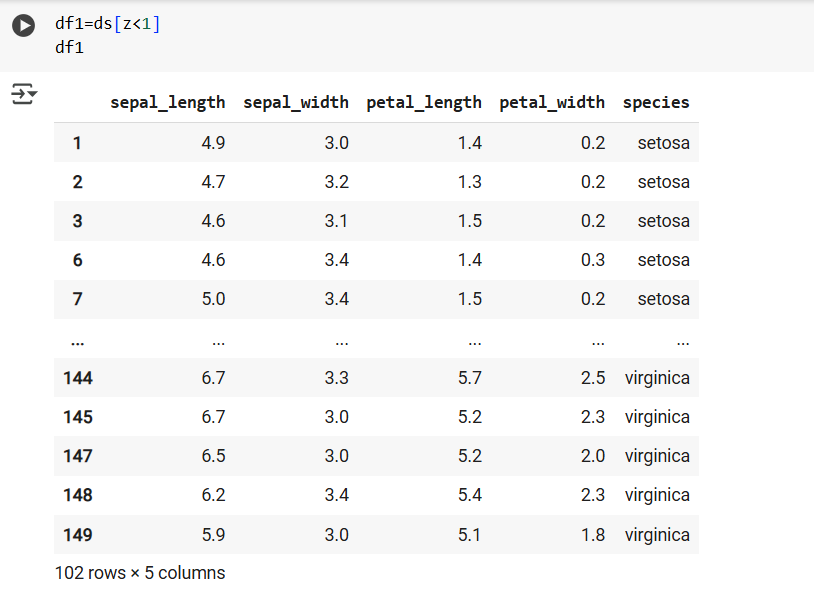 df1=ds[z<1]
df1
sepal_length sepal_width petal_length petal_width species
1 4.9 3.0 1.4 0.2 setosa
2 4.7 3.2 1.3 0.2 setosa
3 4.6 3.1 1.5 0.2 setosa
6 4.6 3.4 1.4 0.3 setosa
7 5.0 3.4 1.5 0.2 setosa
... ... ... ... ... ...
144 6.7 3.3 5.7 2.5 virginica
145 6.7 3.0 5.2 2.3 virginica
147 6.5 3.0 5.2 2.0 virginica
148 6.2 3.4 5.4 2.3 virginica
149 5.9 3.0 5.1 1.8 virginica
102 rows × 5 columns